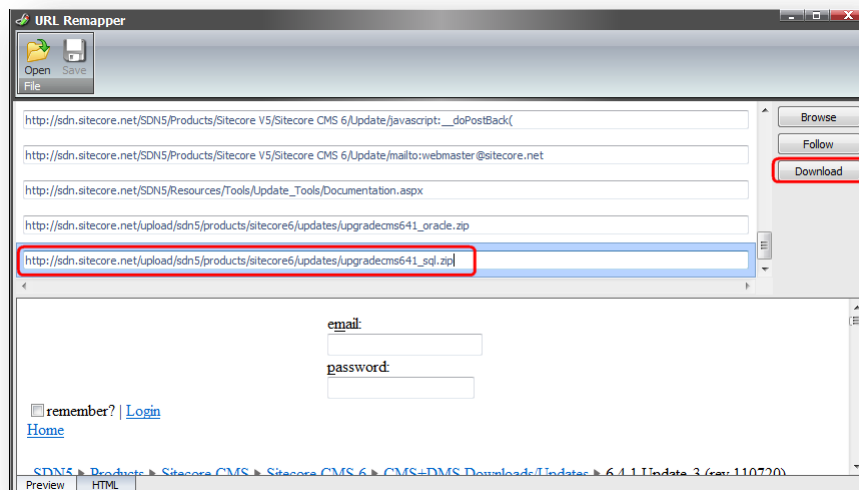 URL Remapper
Open Save
File
http://sdn.sitecore.net/SDN5/Products/Sitecore V5/Sitecore CMS 6/Update/javascript:__doPostBack(
Browse
http://sdn.sitecore.net/SDN5/Products/Sitecore V5/Sitecore CMS 6/Update/mailto:webmaster@sitecore.net
Follow
Download
http://sdn.sitecore.net/SDN5/Resources/Tools/Update_Tools/Documentation.aspx
http://sdn.sitecore.net/upload/sdn5/products/sitecore6/updates/upgradecms641_oracle.zip
http://sdn.sitecore.net/upload/sdn5/products/sitecore6/updates/upgradecms641_sql.zip
email:
password:
remember? | Login
Home
SDN5 ▶ Products ▶ Sitecore CMS ▶ Sitecore CMS 6 ▶ CMS+DMS Downloads/Updates ▶ 6.4.1 Update-3 (rev.110720)
Preview HTML